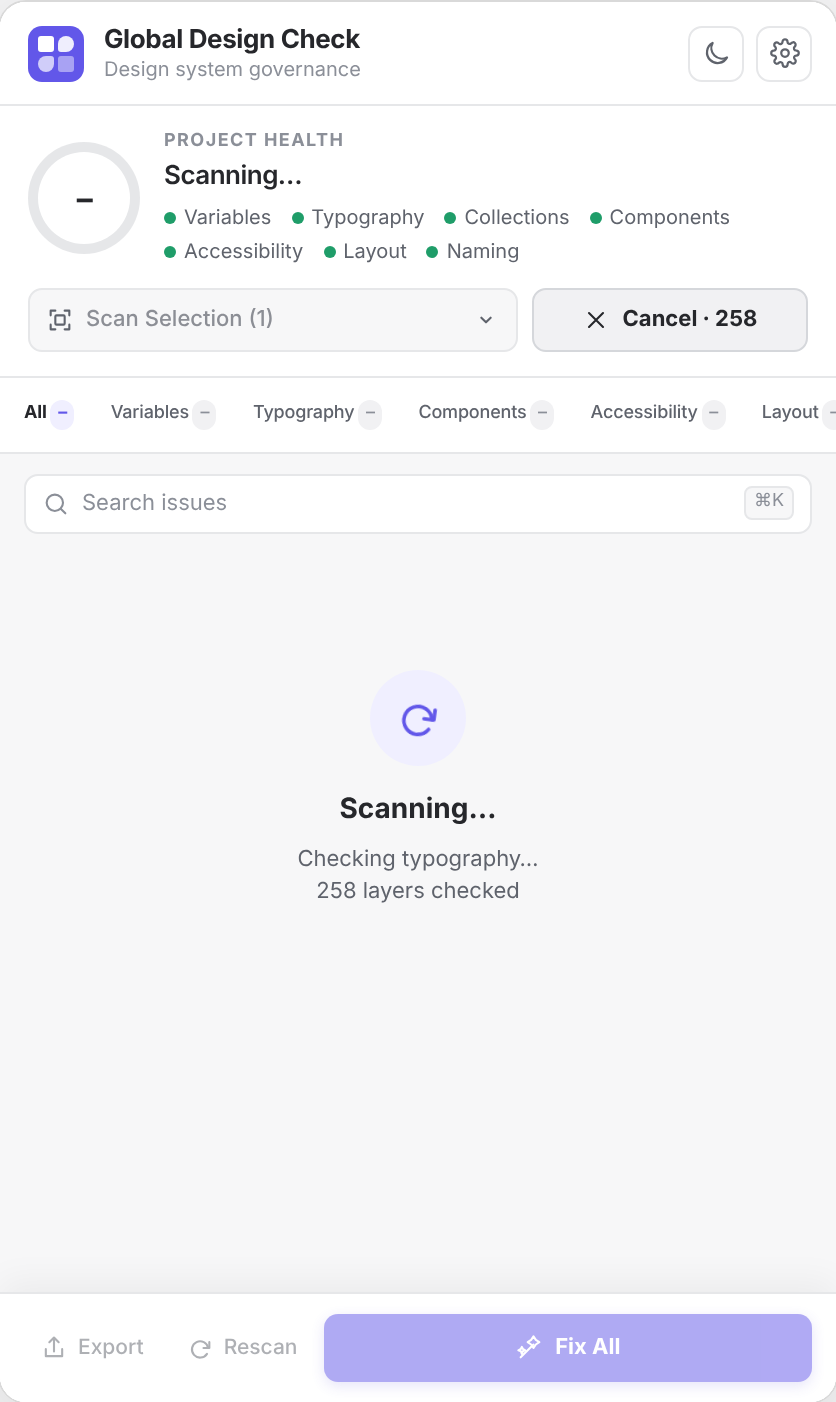 Global Design Check
Design system governance
PROJECT HEALTH
Scanning…
–
Variables Typography Collections Components
Accessibility Layout Naming
Scan Selection (1)
Cancel · 258
All – Variables – Typography – Components – Accessibility – Layout –
Search issues ⌘K
Scanning…
Checking typography…
258 layers checked
Export Rescan Fix All